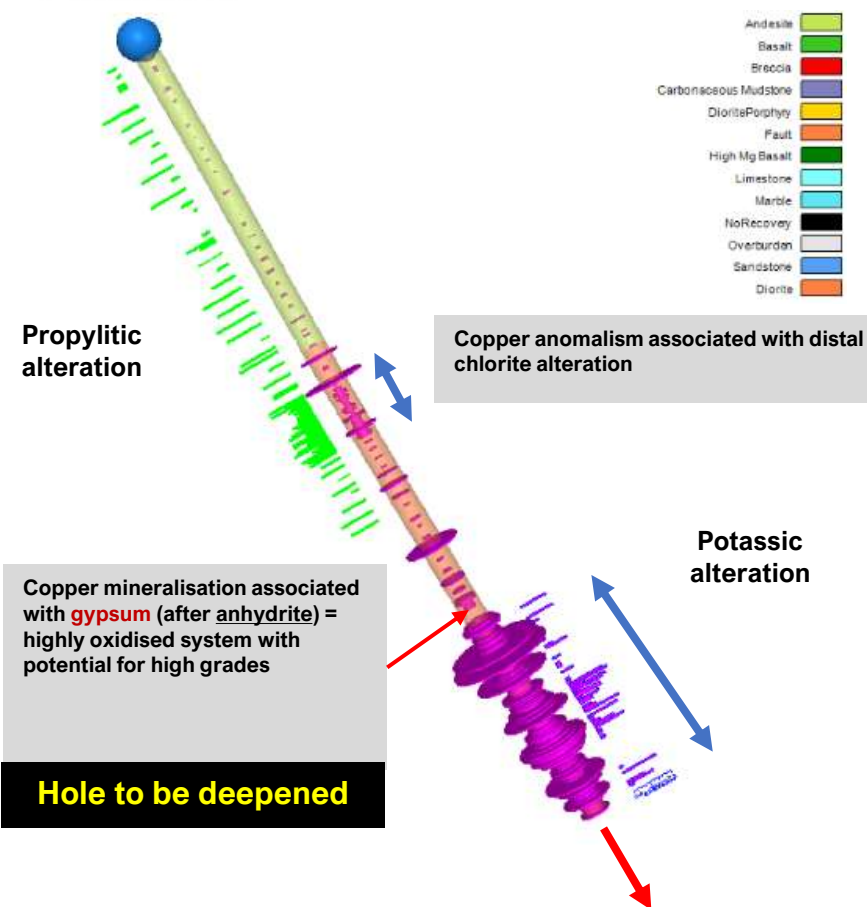 Andesite
Basalt
Breccia
Carbonaceous Mudstone
DioritePorphyry
Fault
High Mg Basalt
Limestone
Marble
NoRecovery
Overburden
Sandstone
Diorite
Propylitic
alteration
Copper anomalism associated with distal
chlorite alteration
Potassic
alteration
Copper mineralisation associated
with gypsum (after anhydrite) =
highly oxidised system with
potential for high grades
Hole to be deepened